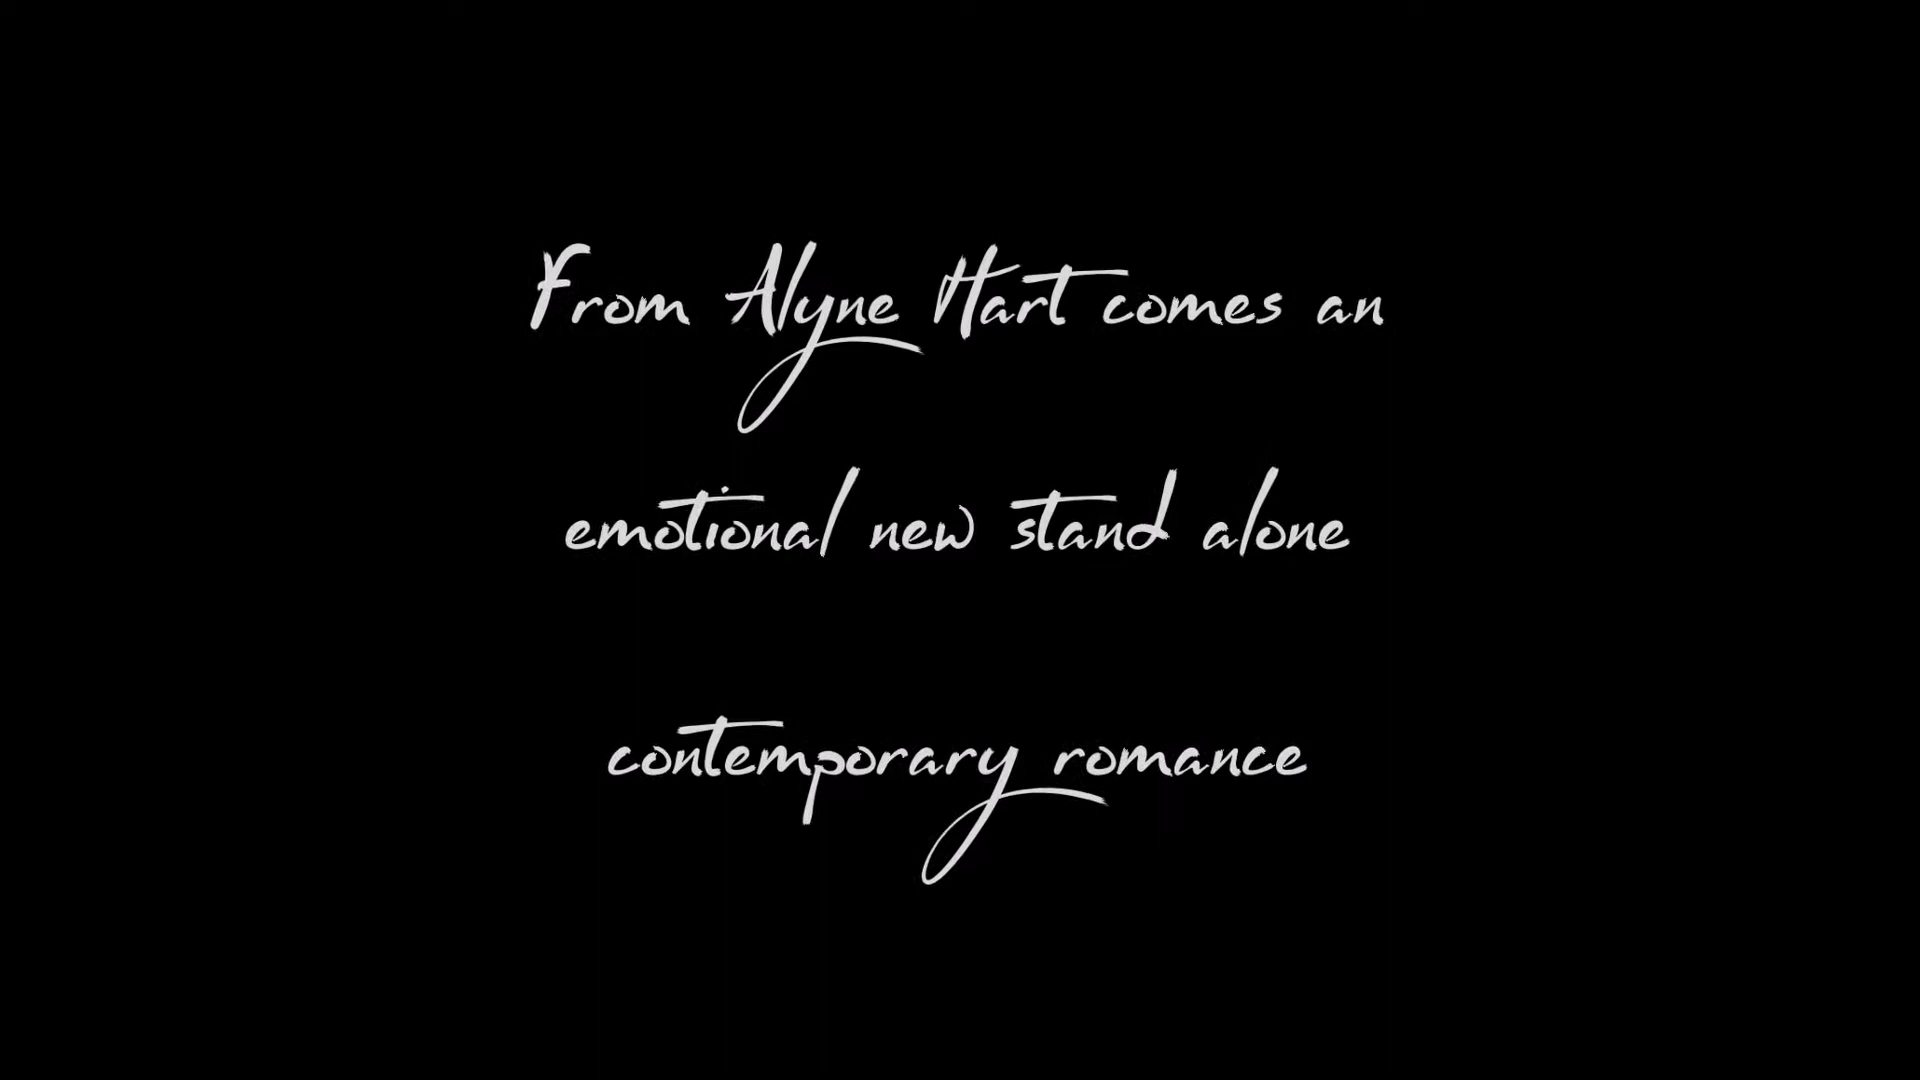 From Alyne Hart comes an
emotional new stand alone
contemporary romance